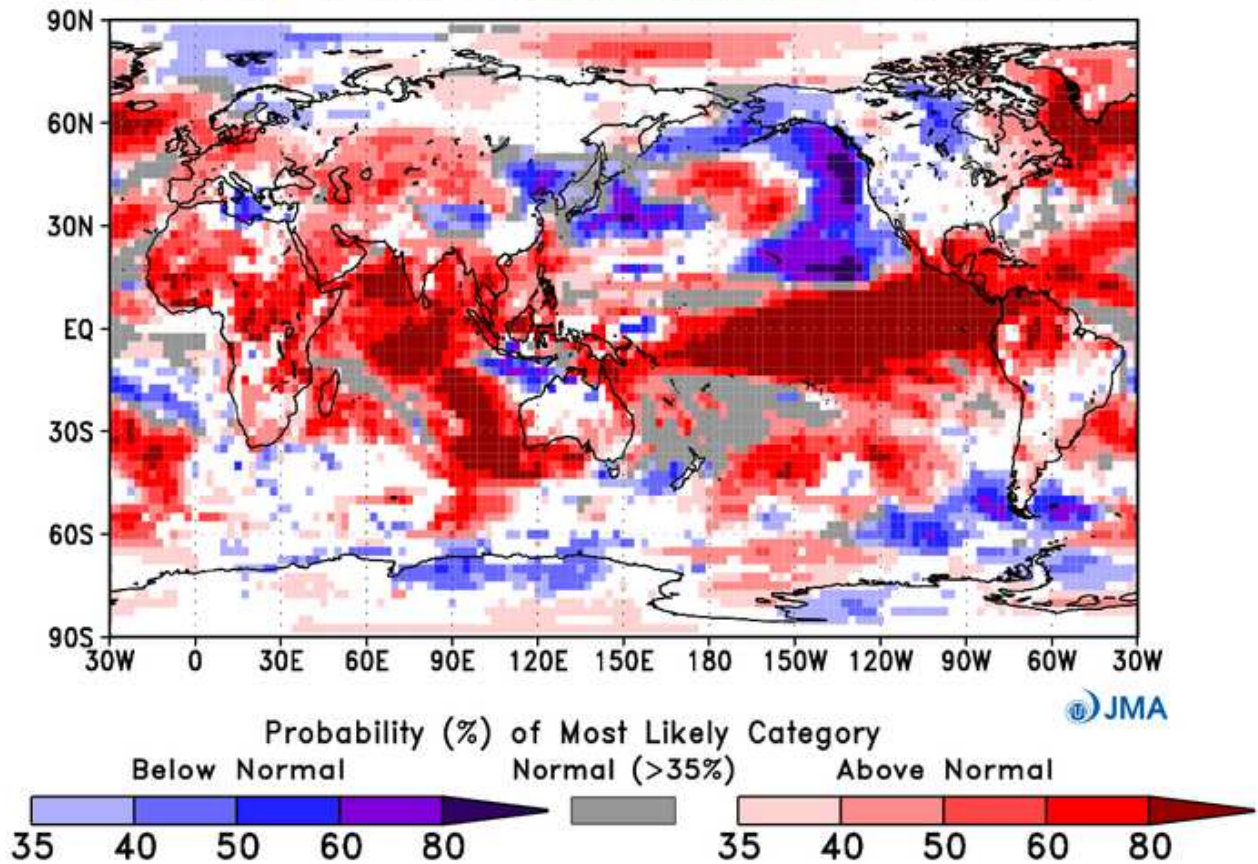 90N
60N
30N
EQ
30S
60S
90S
30W 0 30E 60E 90E 120E 150E 180 150W 120W 90W 60W 30W
JMA
Probability (%) of Most Likely Category
Below Normal Normal (>35%) Above Normal
35 40 50 60 80 35 40 50 60 80